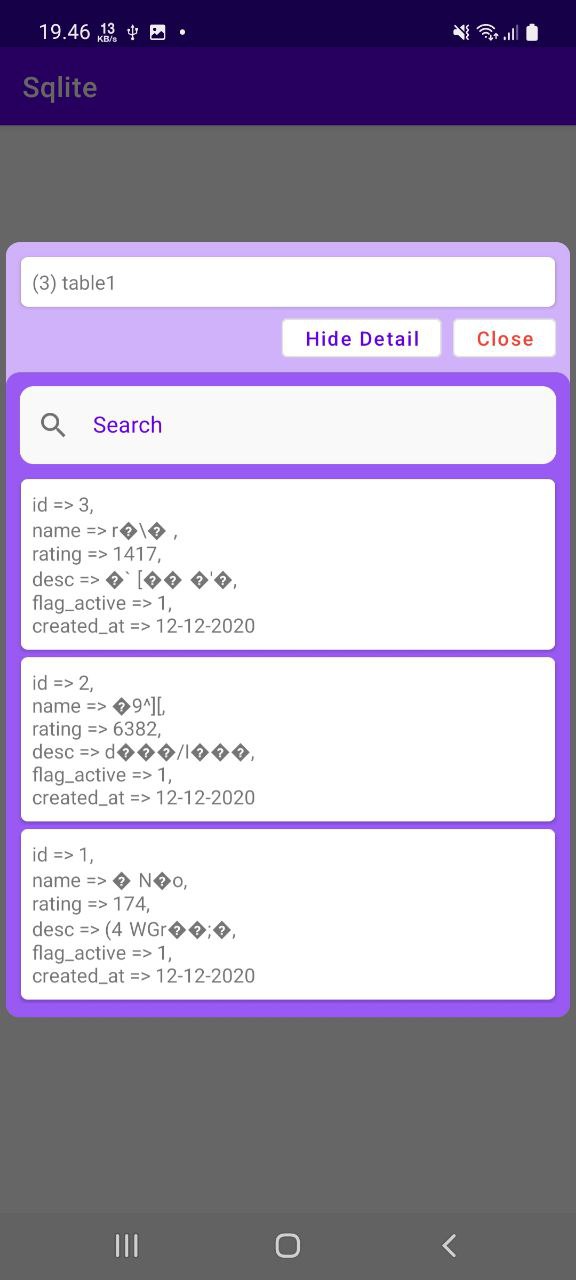 19.46 13 KB/s
Sqlite
(3) table1
Hide Detail Close
Search
id => 3,
name => r�\� ,
rating => 1417,
desc => �` [�� �'�,
flag_active => 1,
created_at => 12-12-2020
id => 2,
name => �9^][,
rating => 6382,
desc => d���/l���,
flag_active => 1,
created_at => 12-12-2020
id => 1,
name => � N�o,
rating => 174,
desc => (4 WGr��;�,
flag_active => 1,
created_at => 12-12-2020